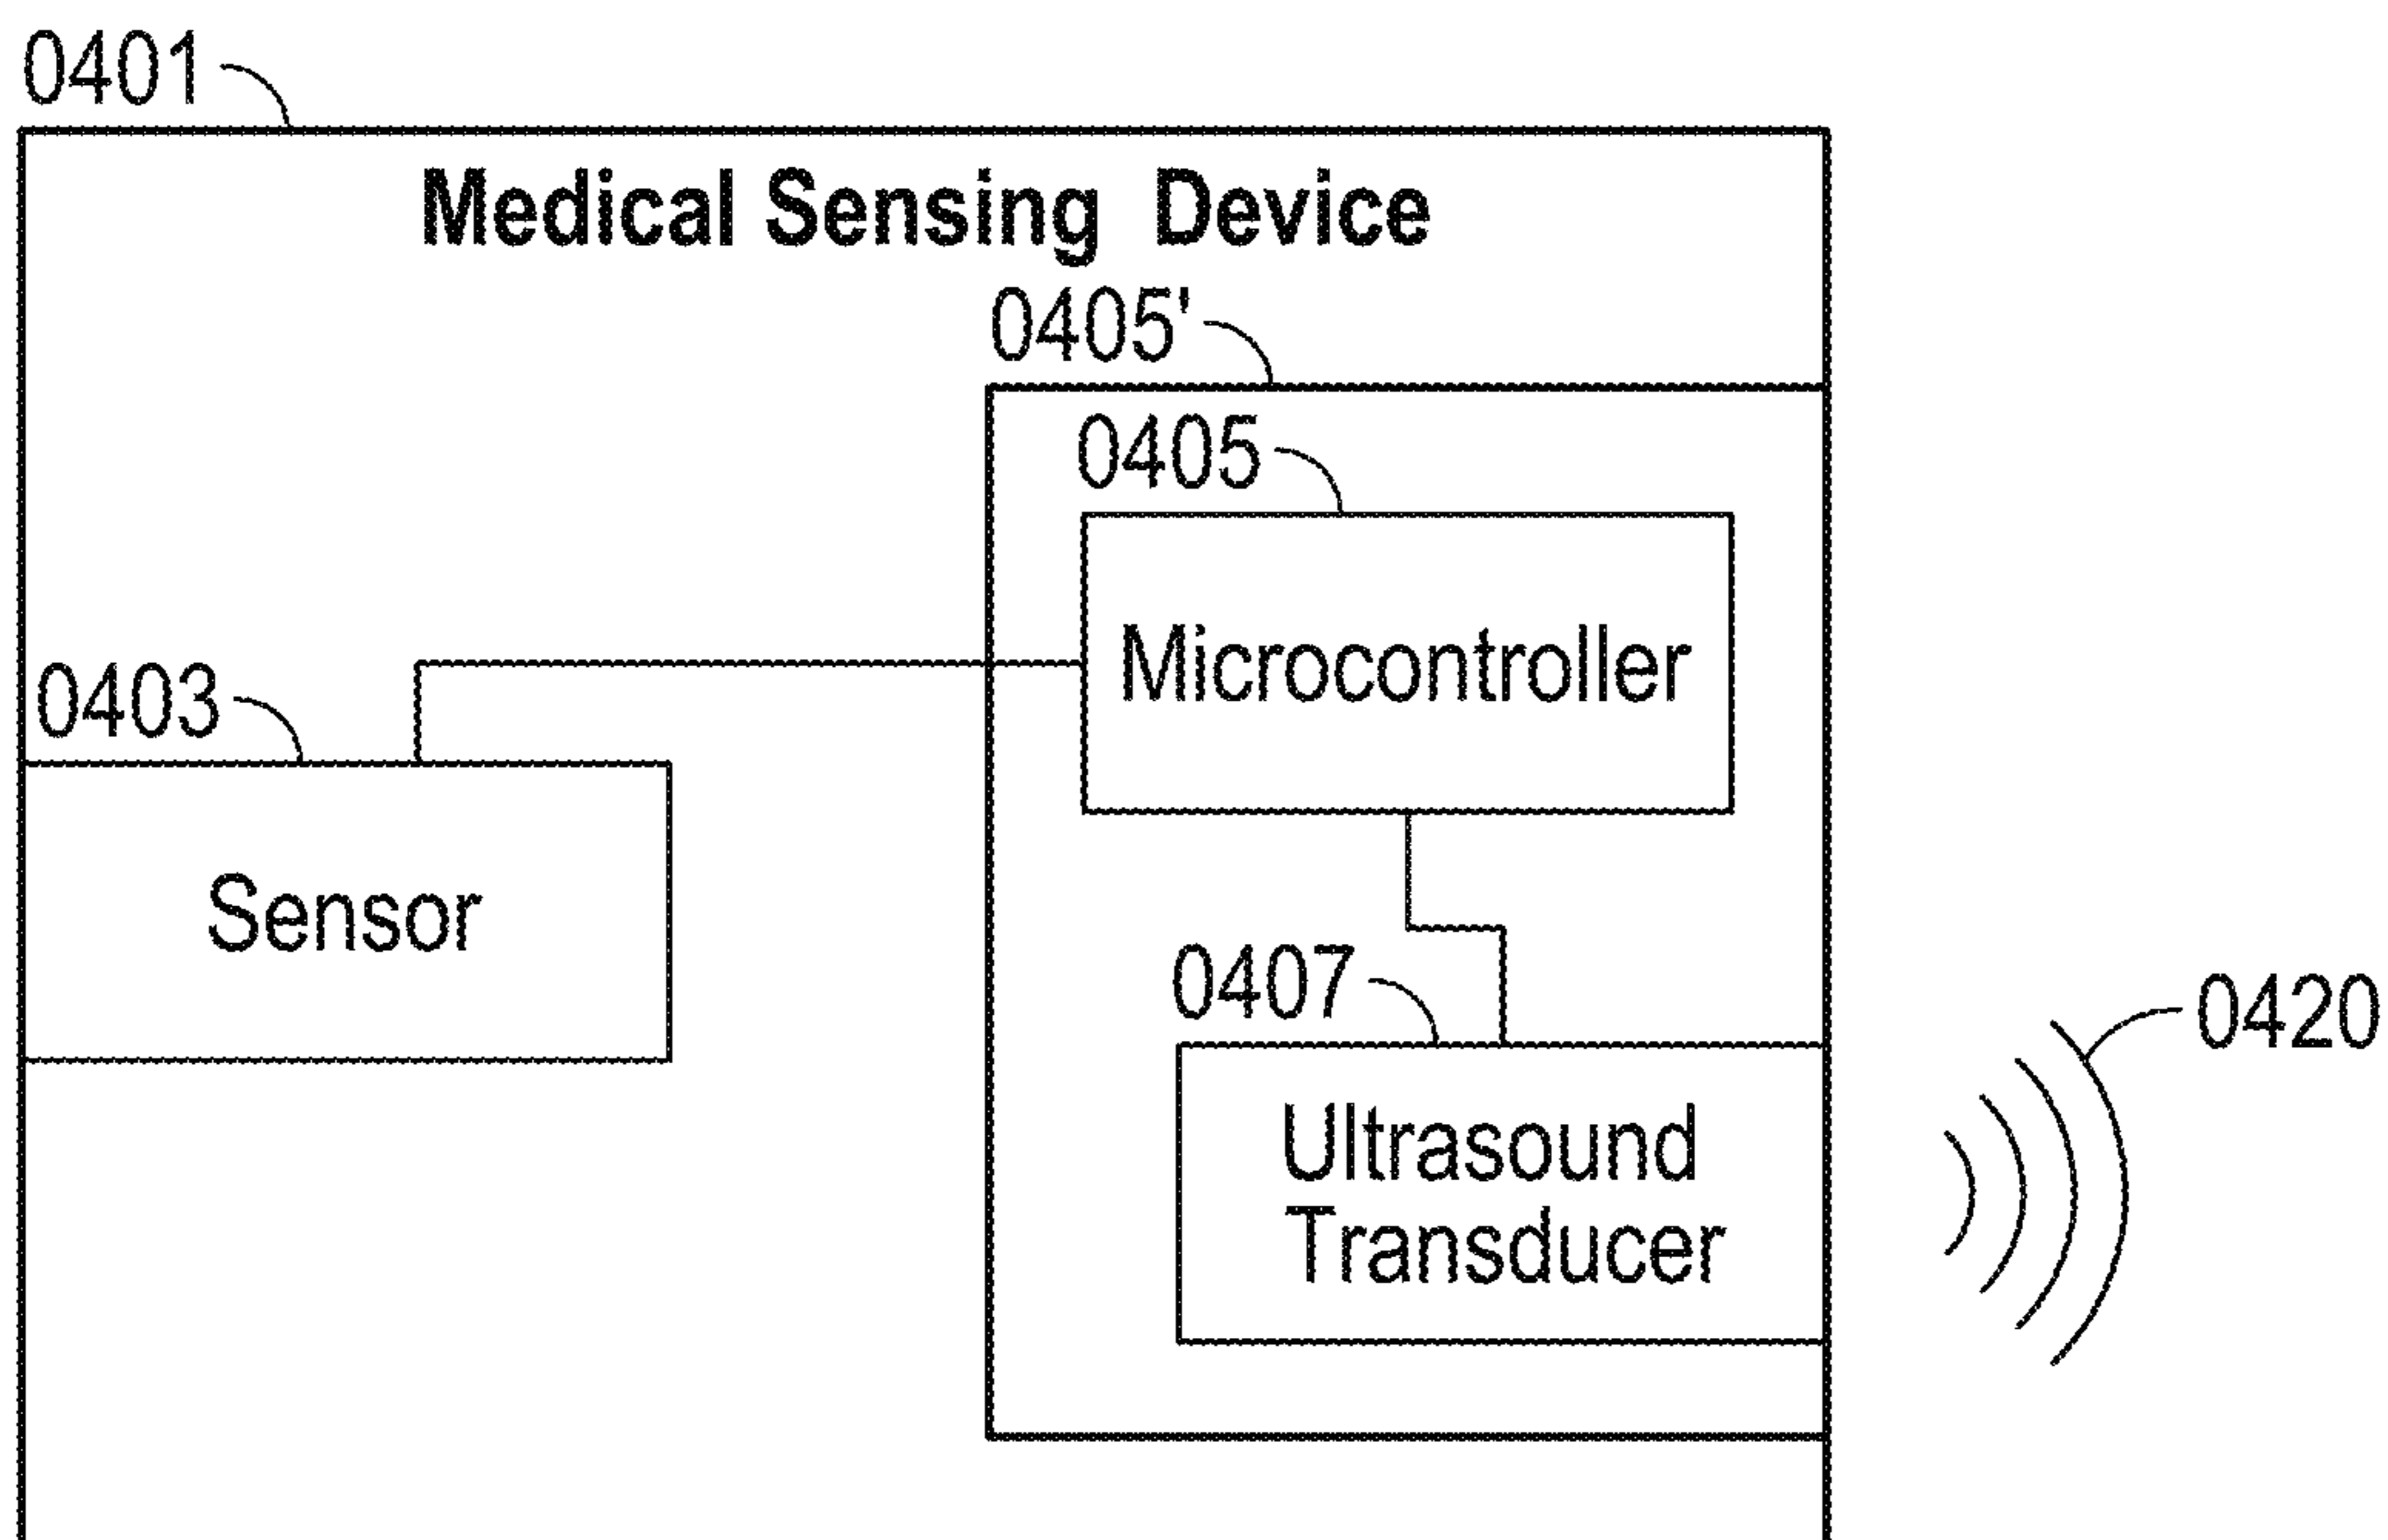 0401
Medical Sensing Device
0405'
0405
Microcontroller
0403
Sensor
0407
0420
Ultrasound
Transducer